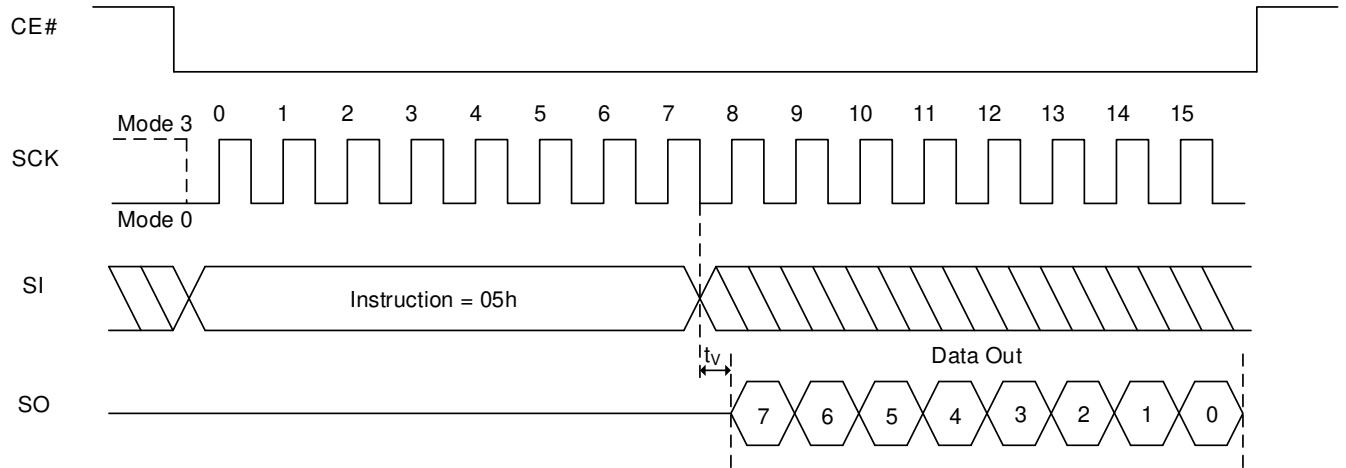 CE#
Mode 3
0 1 2 3 4 5 6 7 8 9 10 11 12 13 14 15
SCK
Mode 0
SI
Instruction = 05h
tV
Data Out
SO
7 6 5 4 3 2 1 0